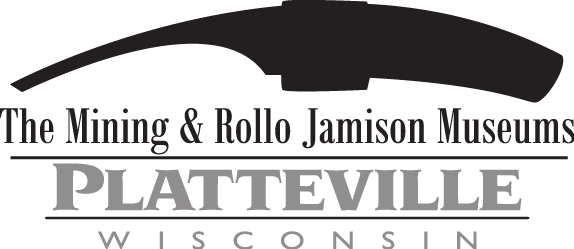 The Mining & Rollo Jamison Museums
PLATTEVILLE
WISCONSIN